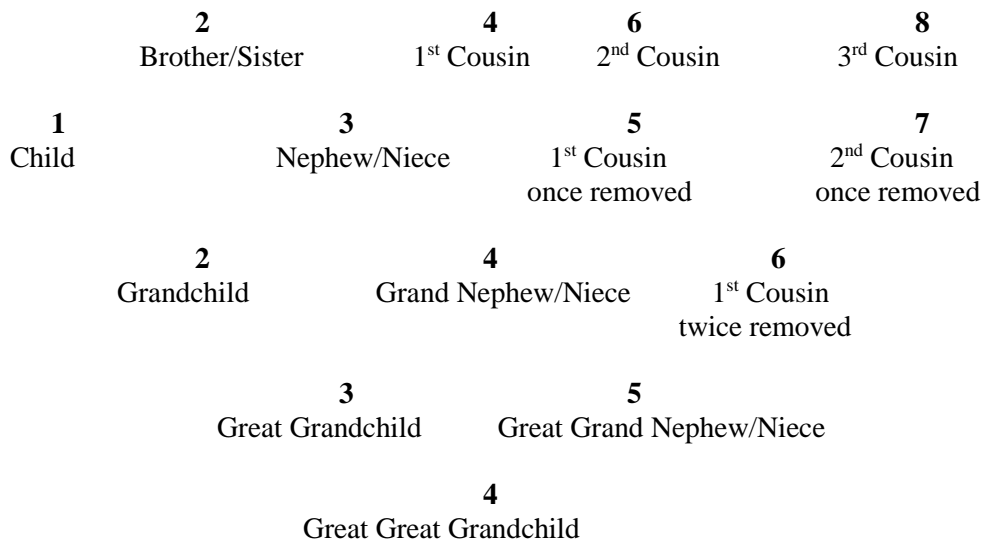 2 4 6 8
Brother/Sister 1st Cousin 2nd Cousin 3rd Cousin
1 3 5 7
Child Nephew/Niece 1st Cousin 2nd Cousin
once removed once removed
2 4 6
Grandchild Grand Nephew/Niece 1st Cousin
twice removed
3 5
Great Grandchild Great Grand Nephew/Niece
4
Great Great Grandchild